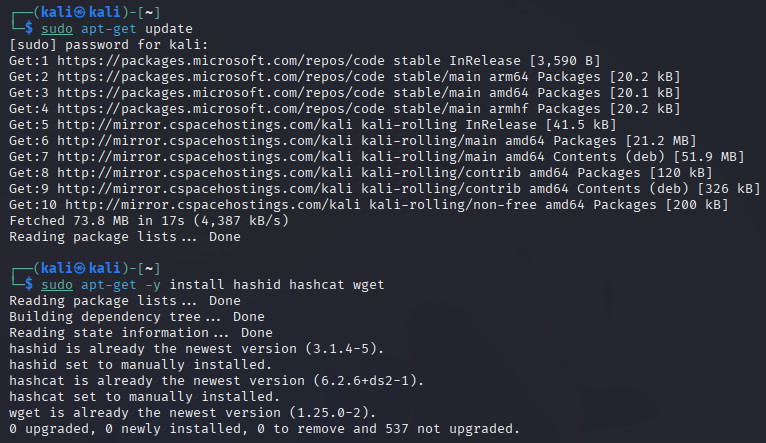 ┌──(kali㉿kali)-[~]
└─$ sudo apt-get update
[sudo] password for kali:
Get:1 https://packages.microsoft.com/repos/code stable InRelease [3,590 B]
Get:2 https://packages.microsoft.com/repos/code stable/main arm64 Packages [20.2 kB]
Get:3 https://packages.microsoft.com/repos/code stable/main amd64 Packages [20.1 kB]
Get:4 https://packages.microsoft.com/repos/code stable/main armhf Packages [20.2 kB]
Get:5 http://mirror.cspacehostings.com/kali kali-rolling InRelease [41.5 kB]
Get:6 http://mirror.cspacehostings.com/kali kali-rolling/main amd64 Packages [21.2 MB]
Get:7 http://mirror.cspacehostings.com/kali kali-rolling/main amd64 Contents (deb) [51.9 MB]
Get:8 http://mirror.cspacehostings.com/kali kali-rolling/contrib amd64 Packages [120 kB]
Get:9 http://mirror.cspacehostings.com/kali kali-rolling/contrib amd64 Contents (deb) [326 kB]
Get:10 http://mirror.cspacehostings.com/kali kali-rolling/non-free amd64 Packages [200 kB]
Fetched 73.8 MB in 17s (4,387 kB/s)
Reading package lists... Done
┌──(kali㉿kali)-[~]
└─$ sudo apt-get -y install hashid hashcat wget
Reading package lists... Done
Building dependency tree... Done
Reading state information... Done
hashid is already the newest version (3.1.4-5).
hashid set to manually installed.
hashcat is already the newest version (6.2.6+ds2-1).
hashcat set to manually installed.
wget is already the newest version (1.25.0-2).
0 upgraded, 0 newly installed, 0 to remove and 537 not upgraded.